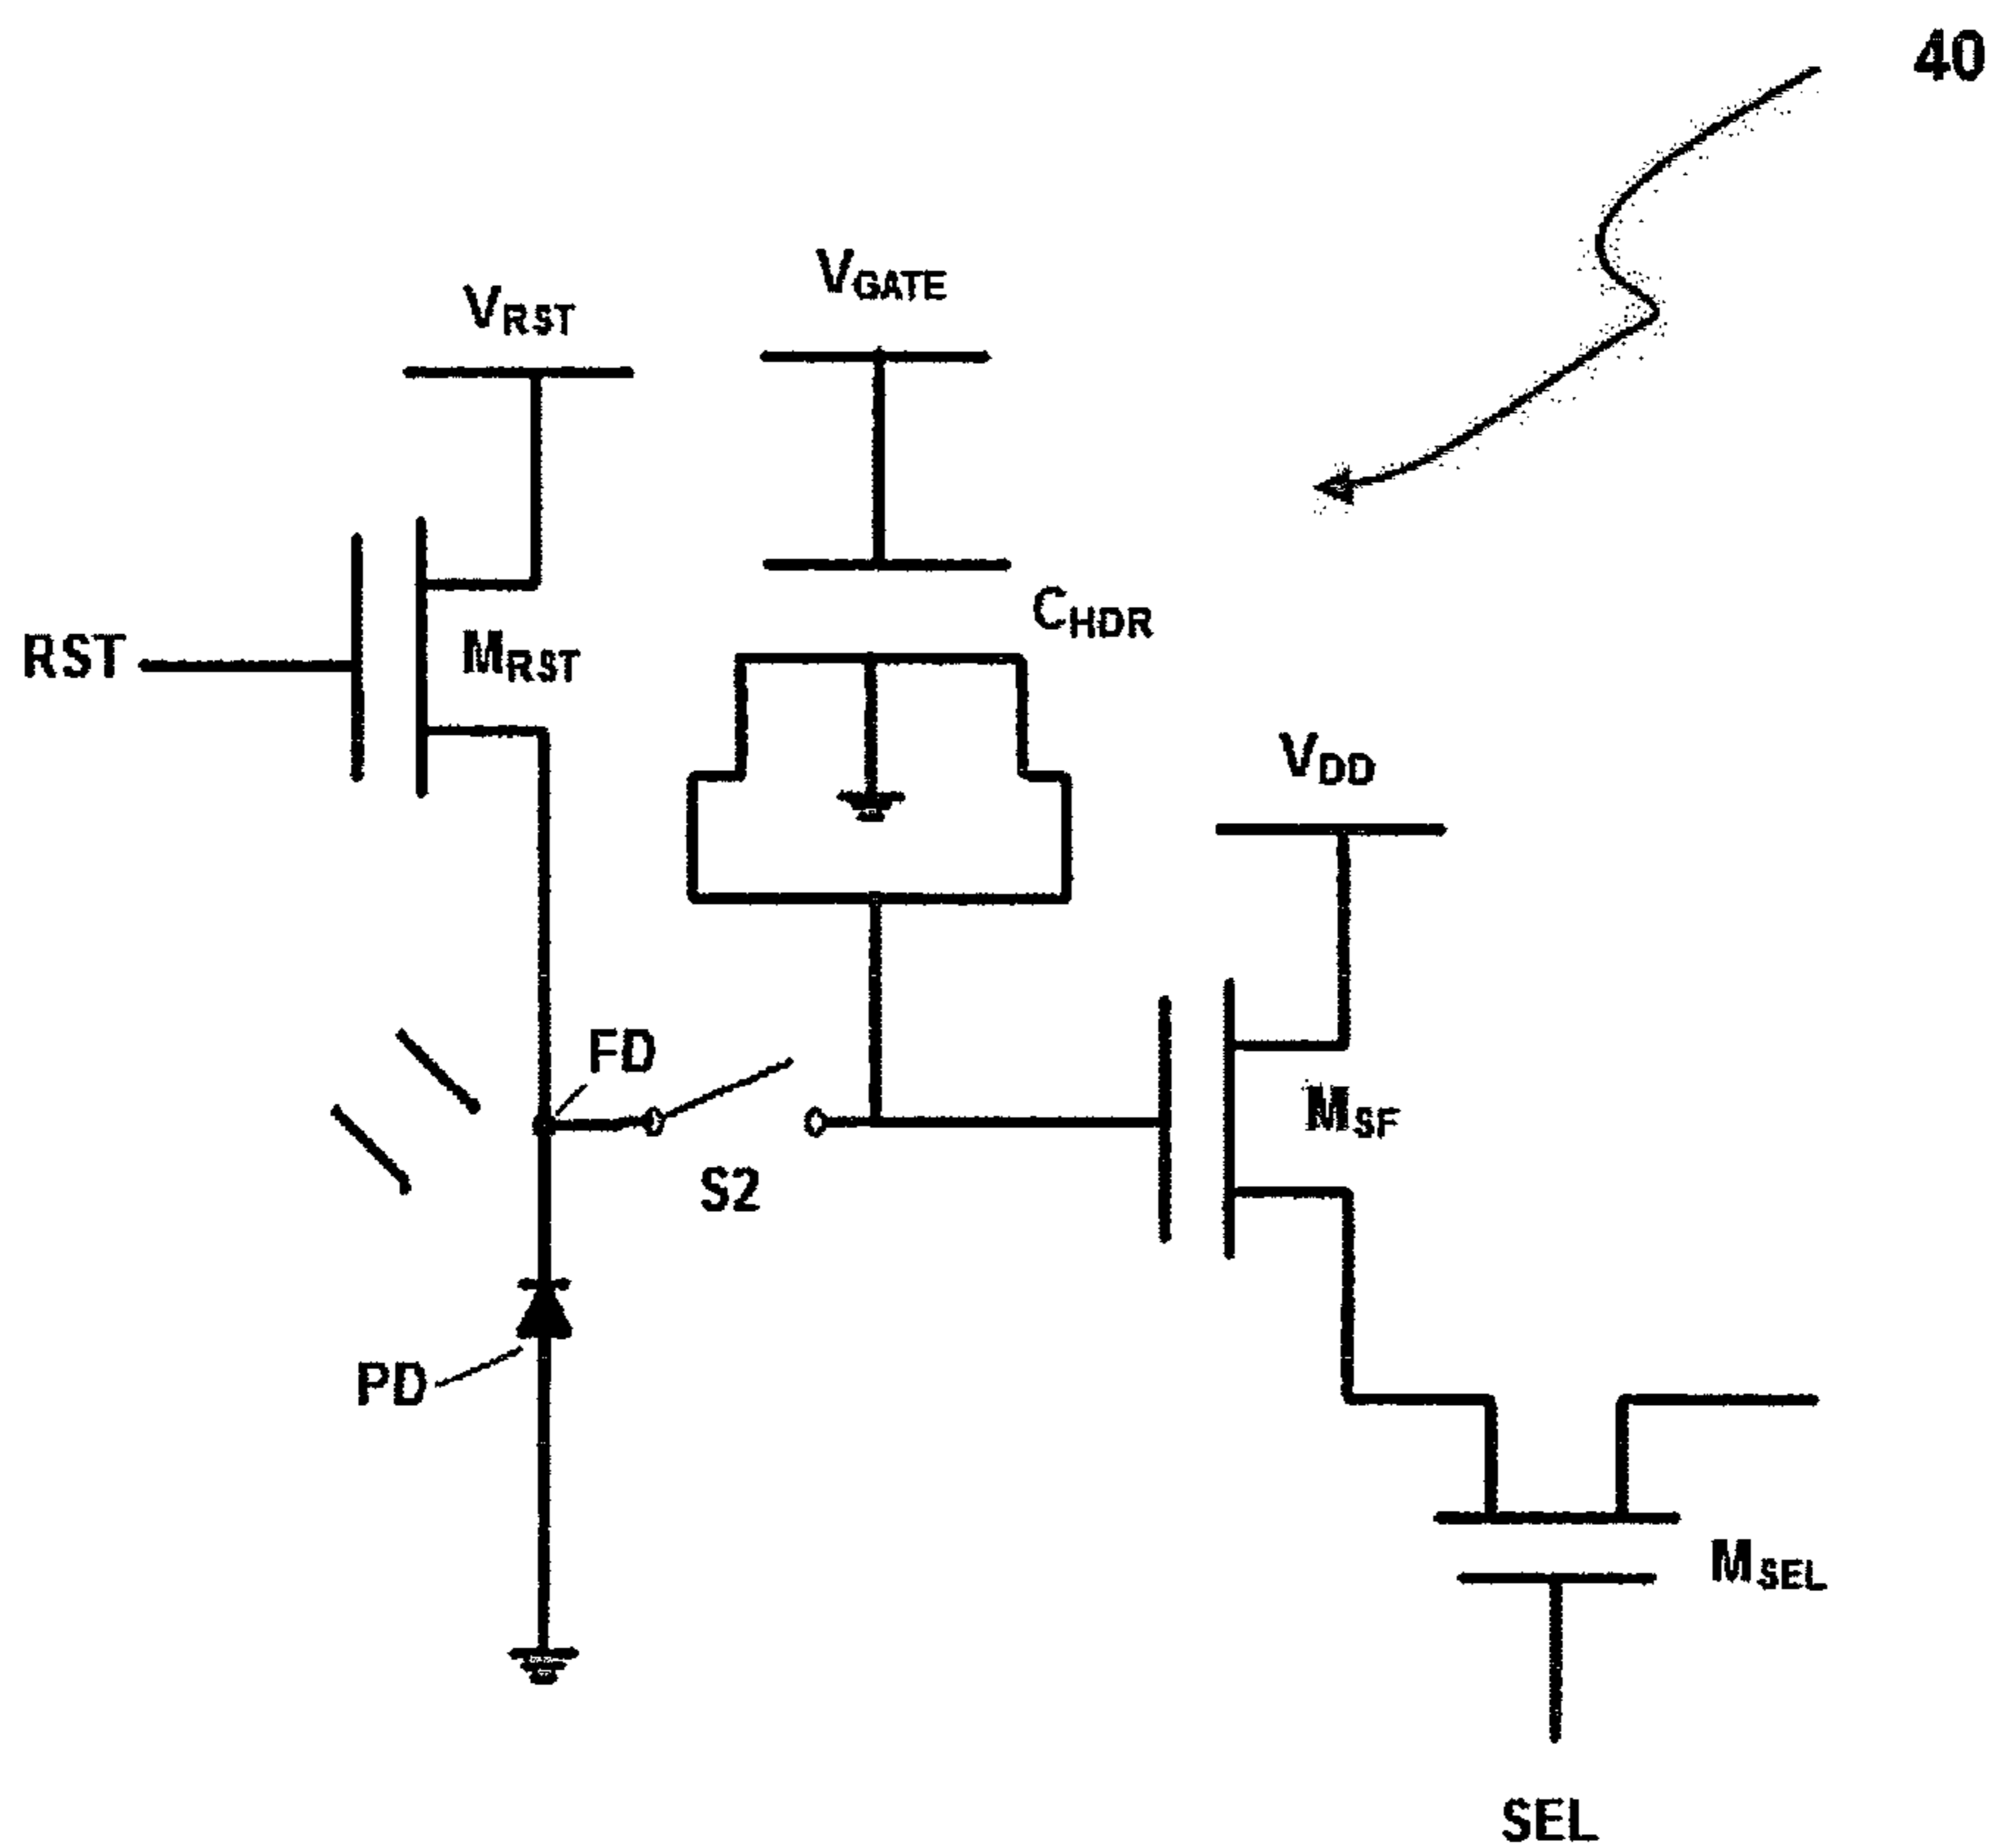 40
VGATE
VRST
CHDR
RST
MRST
VDD
FD
MSF
S2
PD
MSEL
SEL